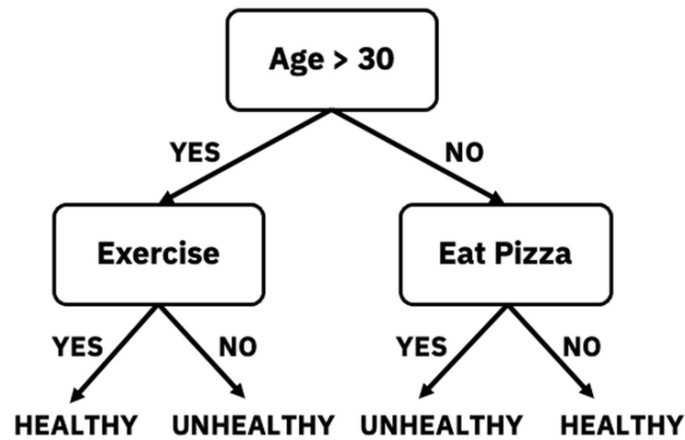 Age > 30
YES
NO
Exercise
Eat Pizza
YES
NO
YES
NO
HEALTHY
UNHEALTHY
UNHEALTHY
HEALTHY